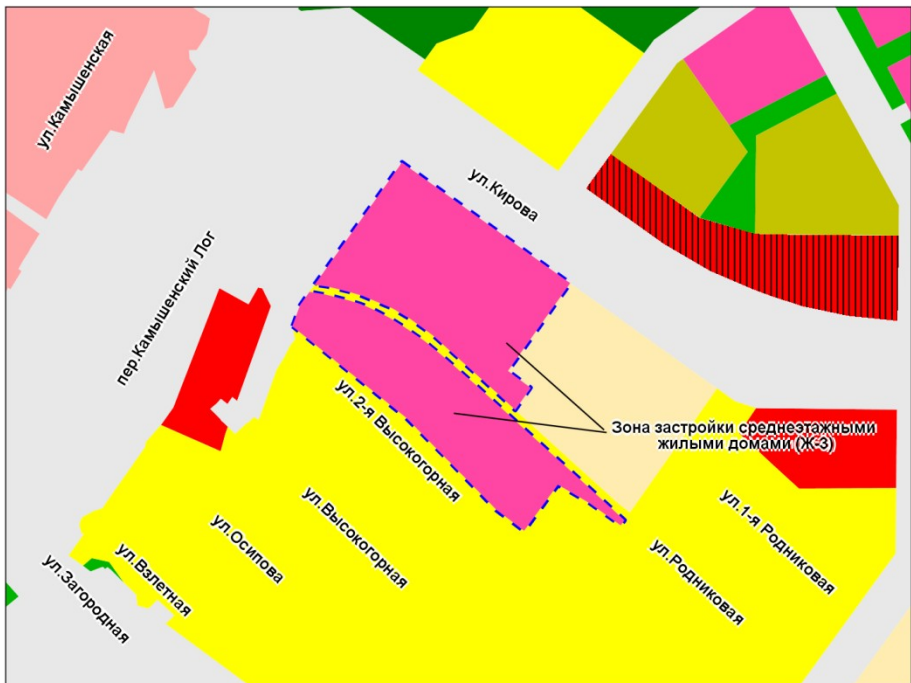 ул.Камышенская
ул.Кирова
пер.Камышенский Лог
ул.2-я Высокогорная
Зона застройки среднеэтажными
жилыми домами (Ж-3)
ул.Высокогорная
ул.1-я Родниковая
ул.Осипова
ул.Родниковая
ул.Взлетная
ул.Загородная